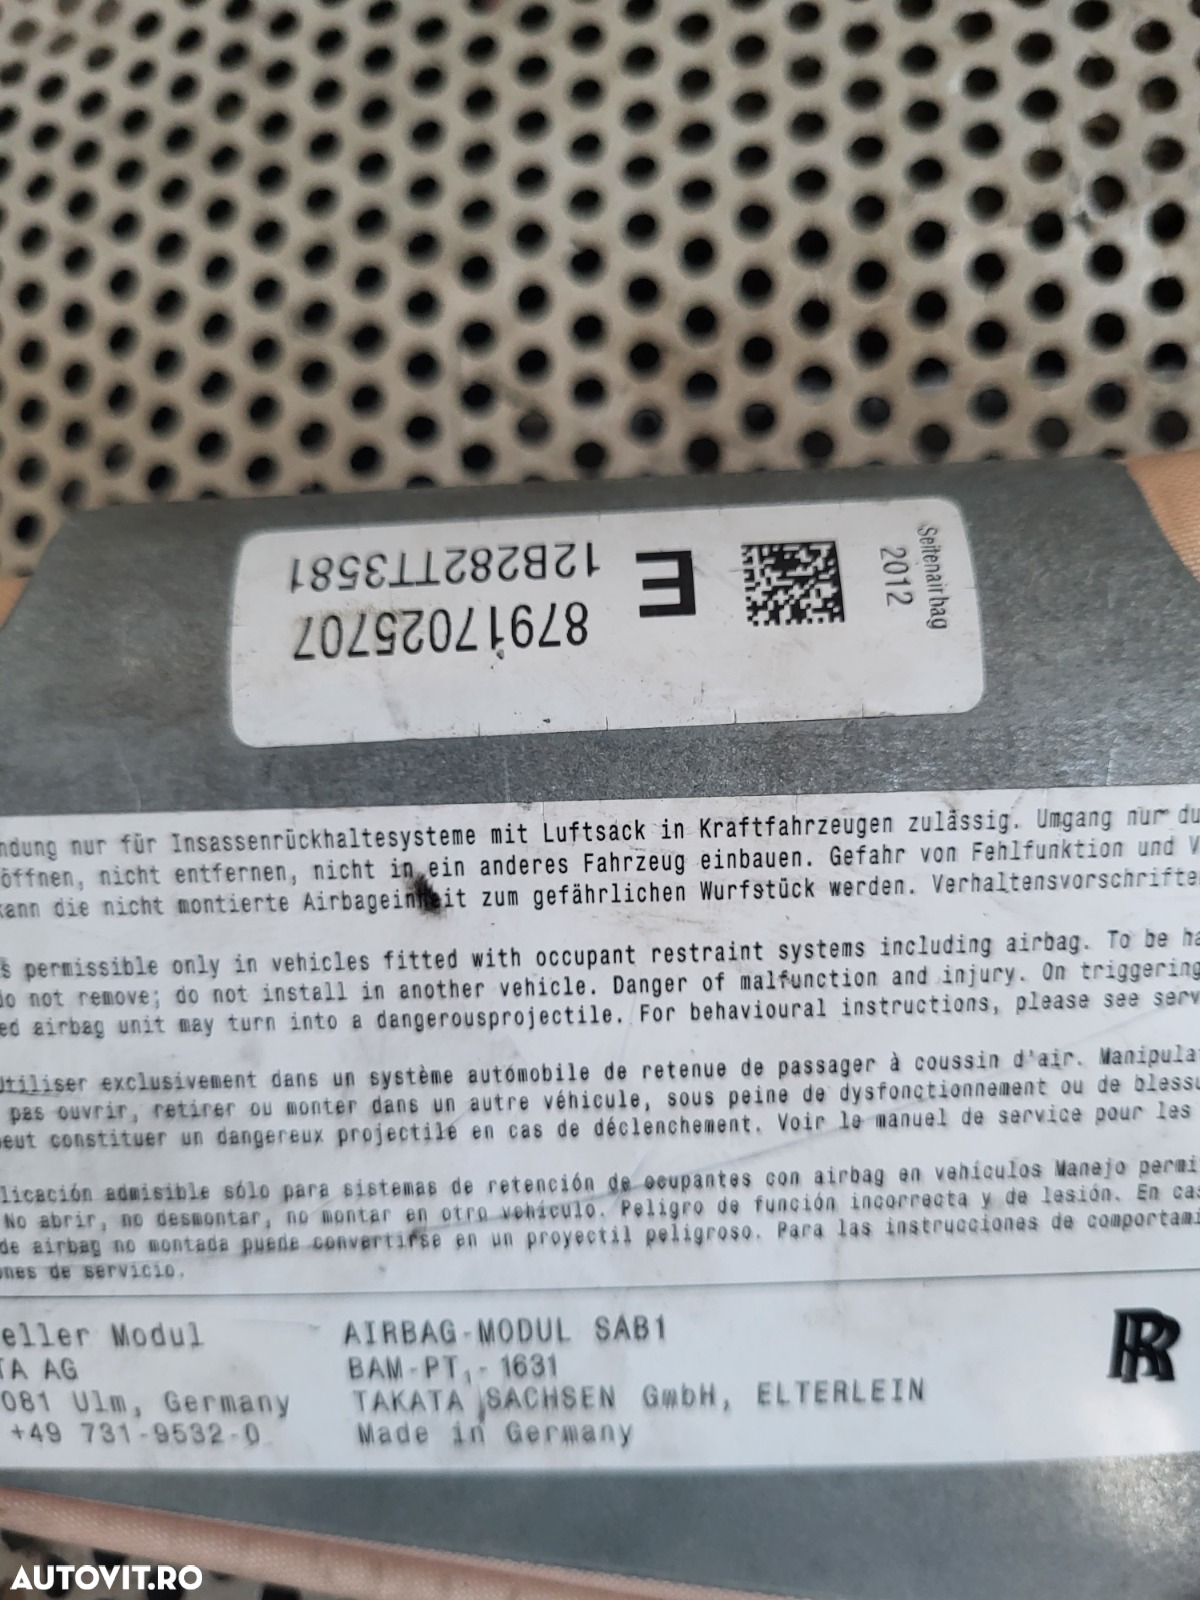 12B282TT3581
87917025707
E
Seitenairbag
2012
ndung nur für Insassenrückhaltesysteme mit Luftsack in Kraftfahrzeugen zulässig. Umgang nur du
öffnen, nicht entfernen, nicht in ein anderes Fahrzeug einbauen. Gefahr von Fehlfunktion und V
kann die nicht montierte Airbageinheit zum gefährlichen Wurfstück werden. Verhaltensvorschrifte
s permissible only in vehicles fitted with occupant restraint systems including airbag. To be ha
do not remove; do not install in another vehicle. Danger of malfunction and injury. On triggering
ed airbag unit may turn into a dangerousprojectile. For behavioural instructions, please see serv
Utiliser exclusivement dans un système automobile de retenue de passager à coussin d'air. Manipula
pas ouvrir, retirer ou monter dans un autre véhicule, sous peine de dysfonctionnement ou de blessu
peut constituer un dangereux projectile en cas de déclenchement. Voir le manuel de service pour les
licación admisible sólo para sistemas de retención de ocupantes con airbag en vehículos Manejo permi
No abrir, no desmontar, no montar en otro vehículo. Peligro de función incorrecta y de lesión. En cas
de airbag no montada puede convertirse en un proyectil peligroso. Para las instrucciones de comportami
ones de servicio.
eller Modul
TA AG
081 Ulm, Germany
+49 731-9532-0
AIRBAG-MODUL SAB1
BAM-PT1-1631
TAKATA SACHSEN GmbH, ELTERLEIN
Made in Germany
RR
AUTOVIT.RO